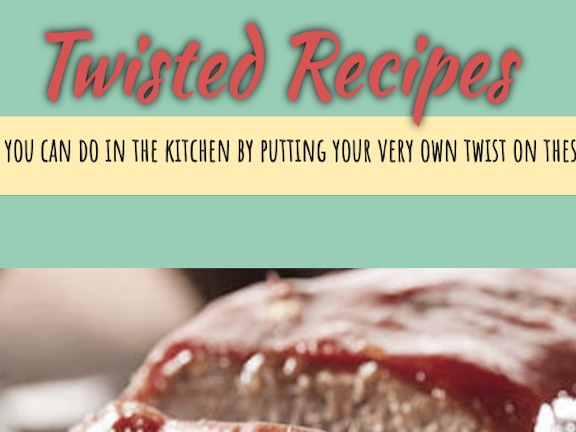 Twisted Recipes
YOU CAN DO IN THE KITCHEN BY PUTTING YOUR VERY OWN TWIST ON THES